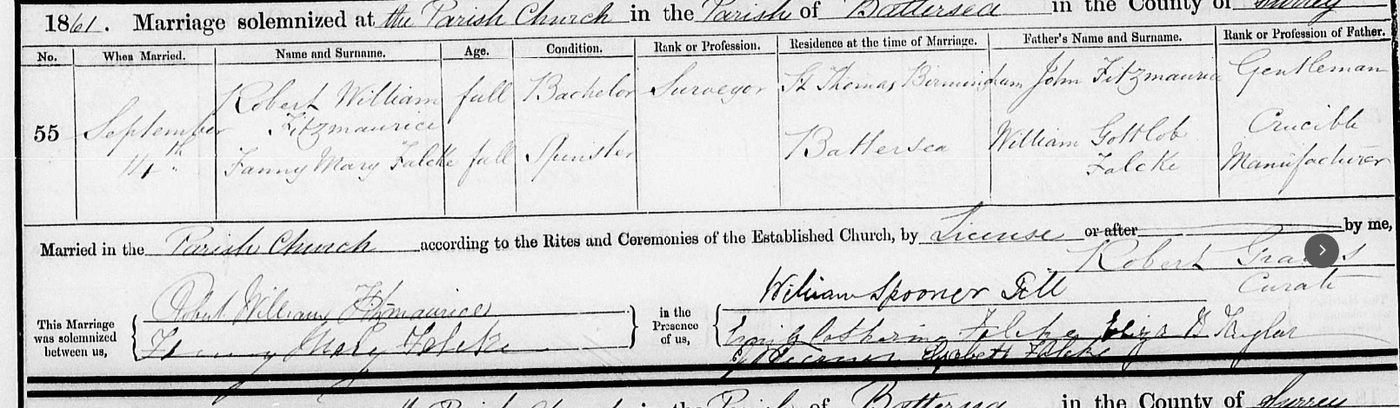 1861. Marriage solemnized at the Parish Church in the Parish of Battersea in the County of Surrey
No. When Married. Name and Surname. Age. Condition. Rank or Profession. Residence at the time of Marriage. Father's Name and Surname. Rank or Profession of Father.
55 September 14th Robert William Fitzmaurice full Bachelor Surveyor St Thomas Birmingham John Fitzmaurice Gentleman
Fanny Mary Falcke full Spinster Battersea William Gottlob Falcke Crucible Manufacturer
Married in the Parish Church according to the Rites and Ceremonies of the Established Church, by License or after by me,
Robert
Curate
This Marriage was solemnized between us,
Robert William Fitzmaurice
Fanny Mary Falcke
in the Presence of us,
William Spooner Till
Catharine Falcke Eliza Taylor
Elizabeth Falcke
Parish of Battersea in the County of Surrey